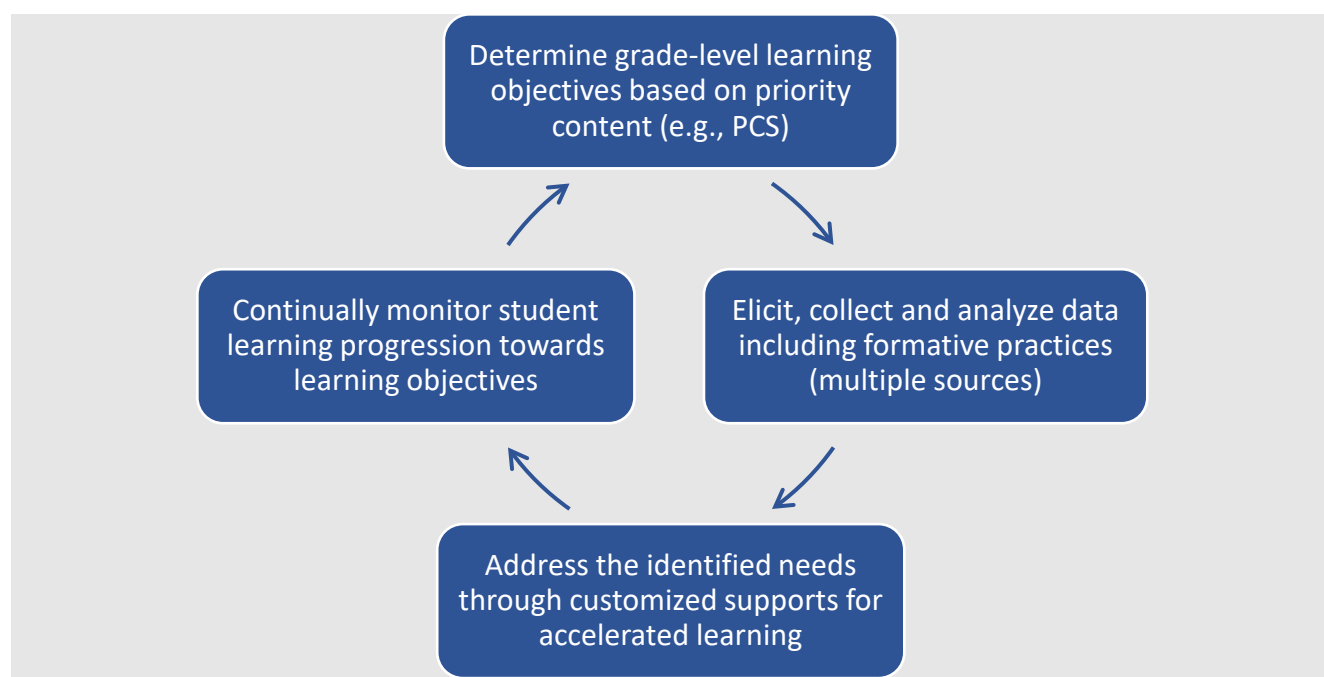 Determine grade-level learning
objectives based on priority
content (e.g., PCS)
Elicit, collect and analyze data
including formative practices
(multiple sources)
Address the identified needs
through customized supports for
accelerated learning
Continually monitor student
learning progression towards
learning objectives